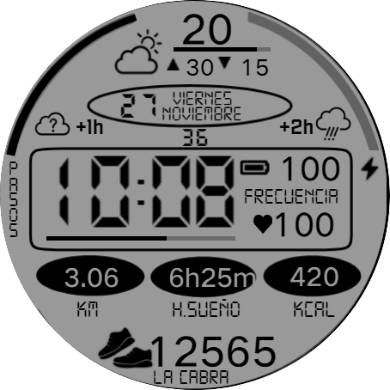 20
30 15
27 VIERNES
NOVIEMBRE
+1h +2h
36
PASOS
10:08
100
FRECUENCIA
100
3.06 6h25m 420
KM H.SUEÑO KCAL
12565
LA CABRA